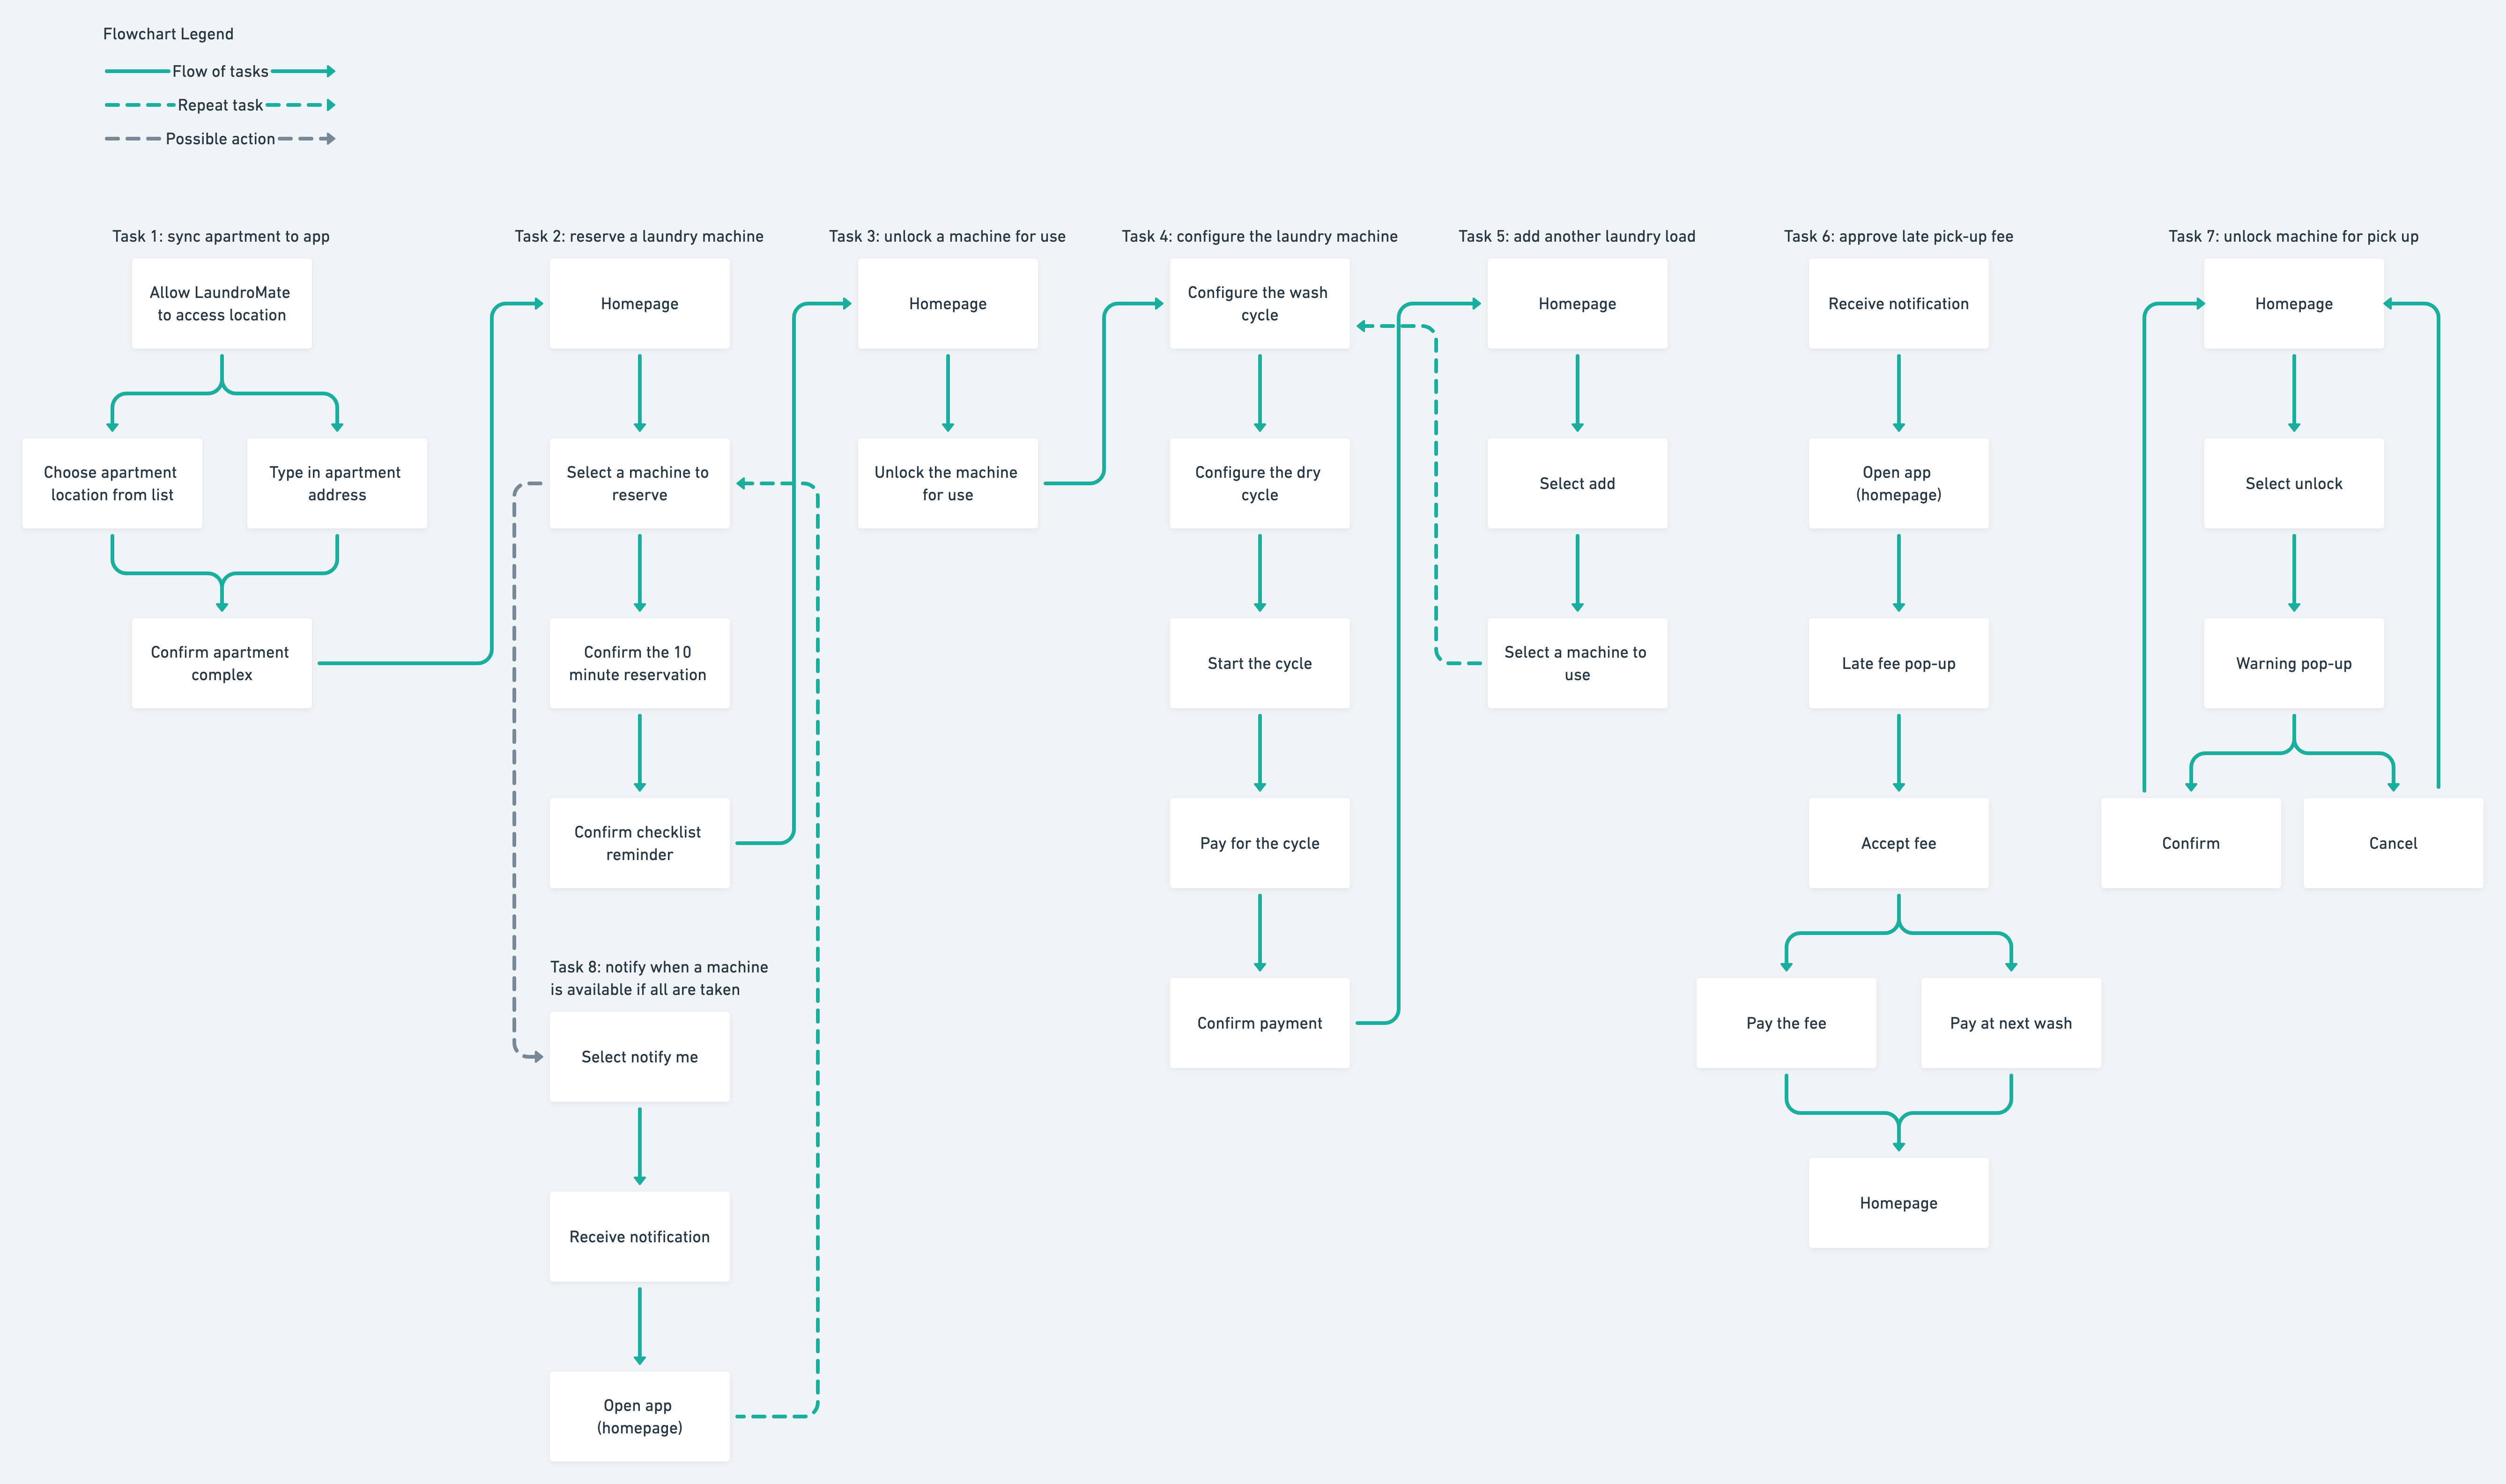 Flowchart Legend
Flow of tasks
Repeat task
Possible action
Task 1: sync apartment to app
Allow LaundroMate
to access location
Choose apartment
location from list
Type in apartment
address
Confirm apartment
complex
Task 2: reserve a laundry machine
Homepage
Select a machine to
reserve
Confirm the 10
minute reservation
Confirm checklist
reminder
Task 8: notify when a machine
is available if all are taken
Select notify me
Receive notification
Open app
(homepage)
Task 3: unlock a machine for use
Homepage
Unlock the machine
for use
Task 4: configure the laundry machine
Configure the wash
cycle
Configure the dry
cycle
Start the cycle
Pay for the cycle
Confirm payment
Task 5: add another laundry load
Homepage
Select add
Select a machine to
use
Task 6: approve late pick-up fee
Receive notification
Open app
(homepage)
Late fee pop-up
Accept fee
Pay the fee
Pay at next wash
Homepage
Task 7: unlock machine for pick up
Homepage
Select unlock
Warning pop-up
Confirm
Cancel